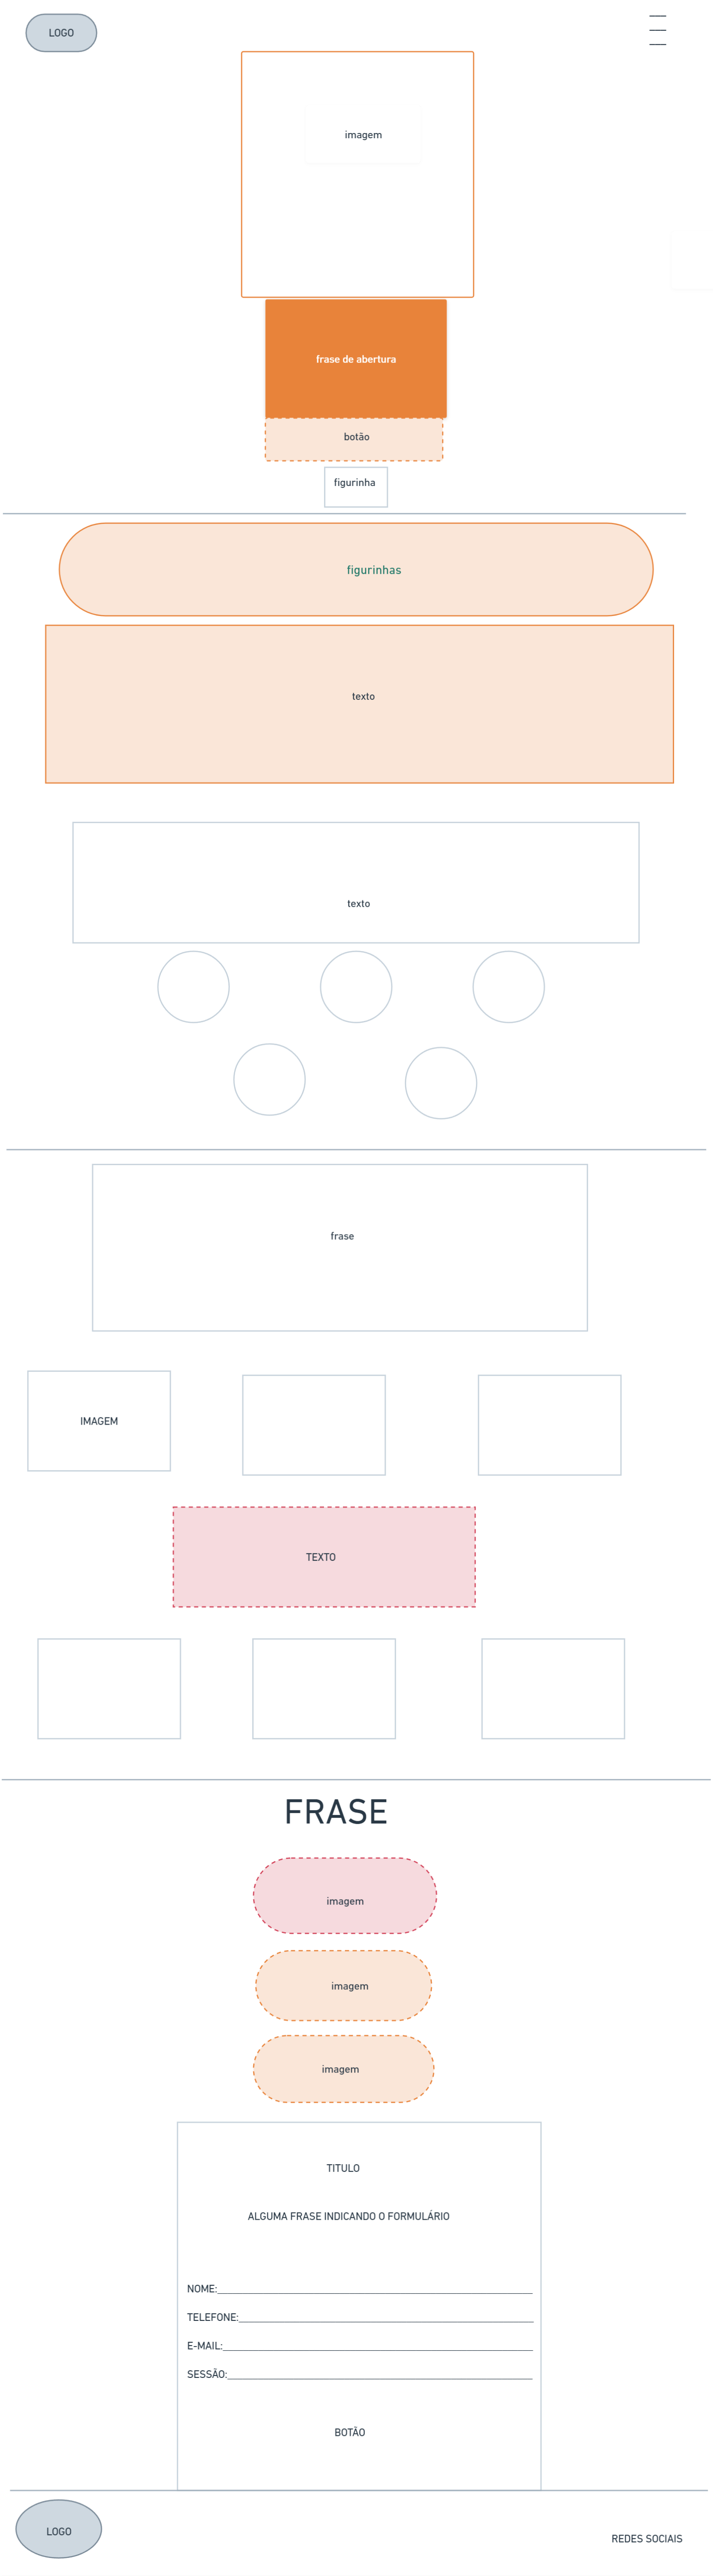 LOGO
imagem
frase de abertura
botão
figurinha
figurinhas
texto
texto
frase
IMAGEM
TEXTO
FRASE
imagem
imagem
imagem
TITULO
ALGUMA FRASE INDICANDO O FORMULÁRIO
NOME:
TELEFONE:
E-MAIL:
SESSÃO:
BOTÃO
LOGO
REDES SOCIAIS